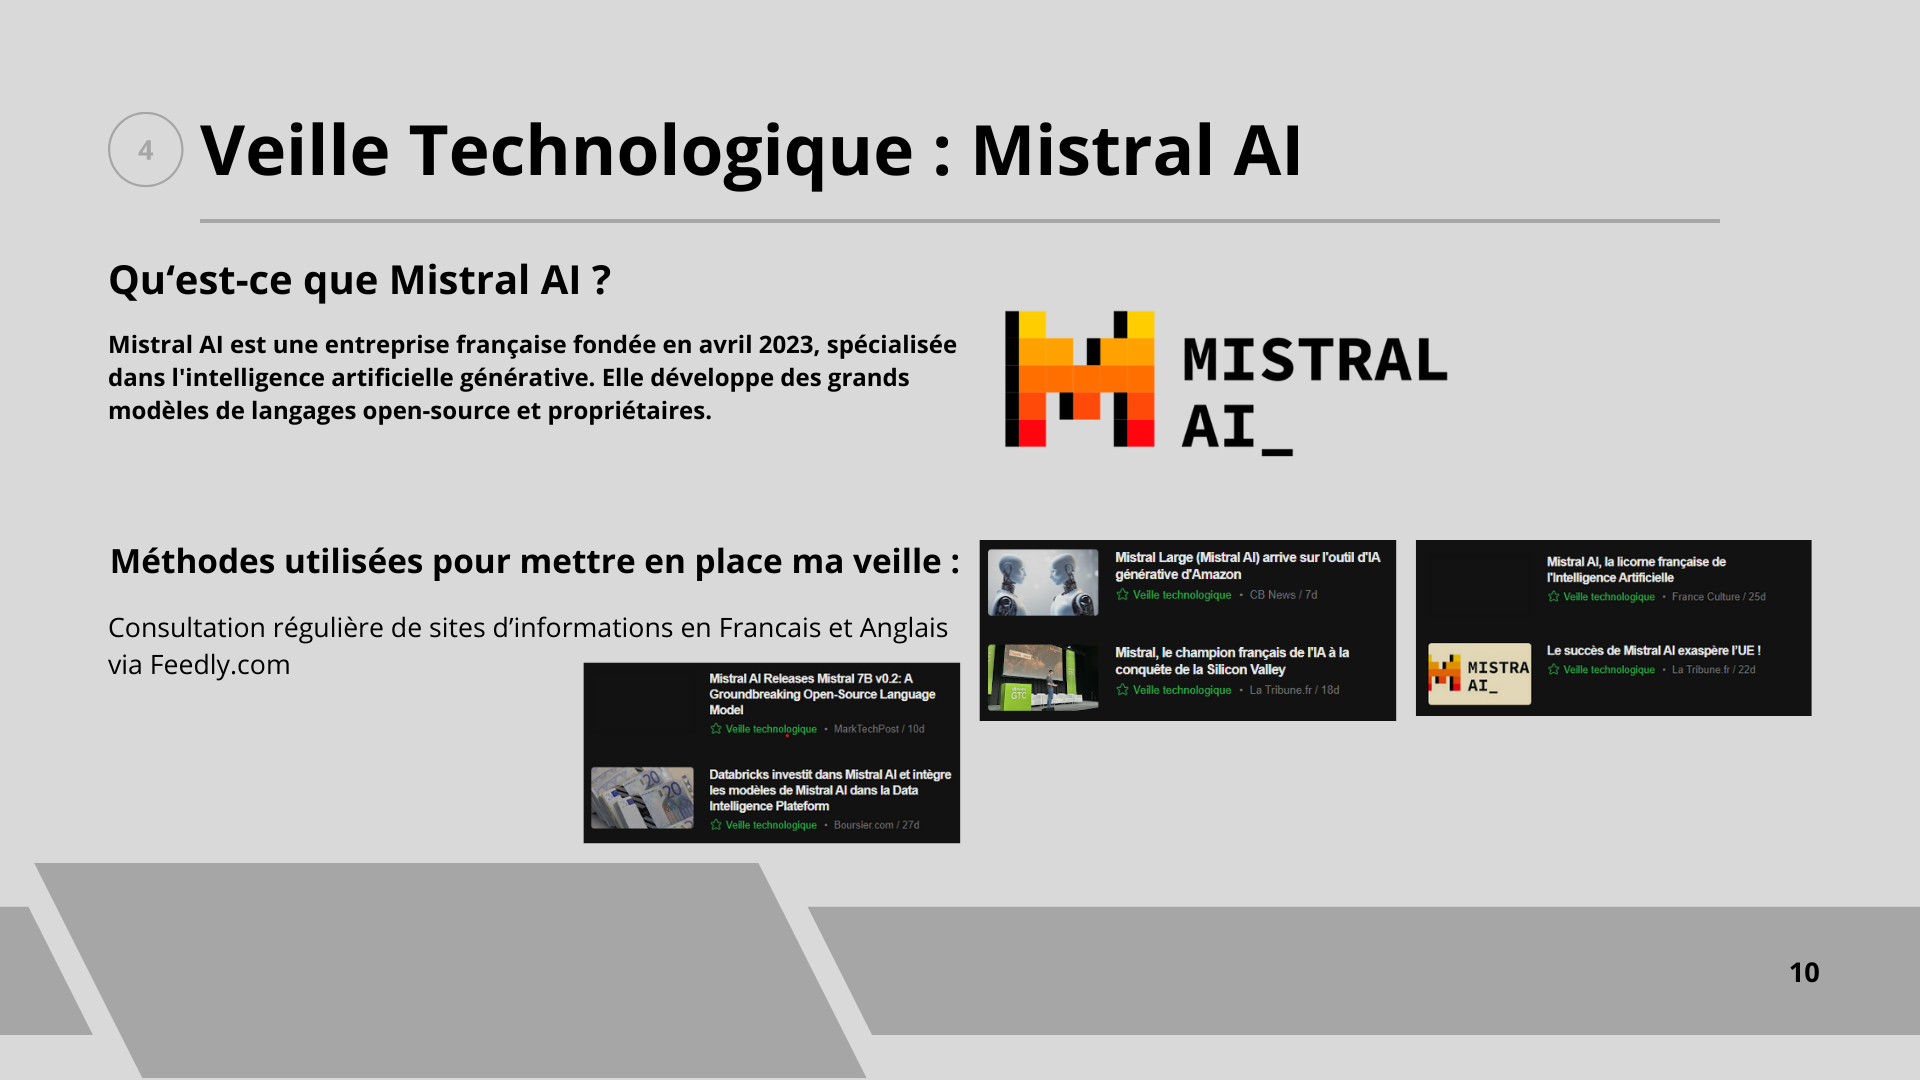 4
Veille Technologique : Mistral AI
Qu‘est-ce que Mistral AI ?
Mistral AI est une entreprise française fondée en avril 2023, spécialisée
dans l'intelligence artificielle générative. Elle développe des grands
modèles de langages open-source et propriétaires.
MISTRAL
AI_
Méthodes utilisées pour mettre en place ma veille :
Consultation régulière de sites d’informations en Francais et Anglais
via Feedly.com
Mistral AI Releases Mistral 7B v0.2: A
Groundbreaking Open-Source Language
Model
Veille technologique • MarkTechPost / 10d
Databricks investit dans Mistral AI et intègre
les modèles de Mistral AI dans la Data
Intelligence Plateform
Veille technologique • Boursier.com / 27d
Mistral Large (Mistral AI) arrive sur l'outil d'IA
générative d'Amazon
Veille technologique • CB News / 7d
GTC
Mistral, le champion français de l'IA à la
conquête de la Silicon Valley
Veille technologique • La Tribune.fr / 18d
Mistral AI, la licorne française de
l'Intelligence Artificielle
Veille technologique • France Culture / 25d
MISTRA
AI_
Le succès de Mistral AI exaspère l'UE !
Veille technologique • La Tribune.fr / 22d
10